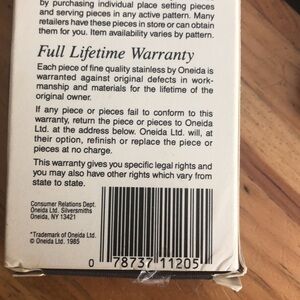 by purchasing individual place setting pieces
and serving pieces in any active pattern. Many
retailers have these pieces in store or can obtain
them for you. Item availability varies by pattern.
Full Lifetime Warranty
Each piece of fine quality stainless by Oneida is
warranted against original defects in work-
manship and materials for the lifetime of the
original owner.
If any piece or pieces fail to conform to this
warranty, return the piece or pieces to Oneida
Ltd. at the address below. Oneida Ltd. will, at
their option, refinish or replace the piece or
pieces at no charge.
This warranty gives you specific legal rights and
you may also have other rights which vary from
state to state.
Consumer Relations Dept.
Oneida Ltd. Silversmiths
Oneida, NY 13421
*Trademark of Oneida Ltd.
© Oneida Ltd. 1985
0 78737 11205